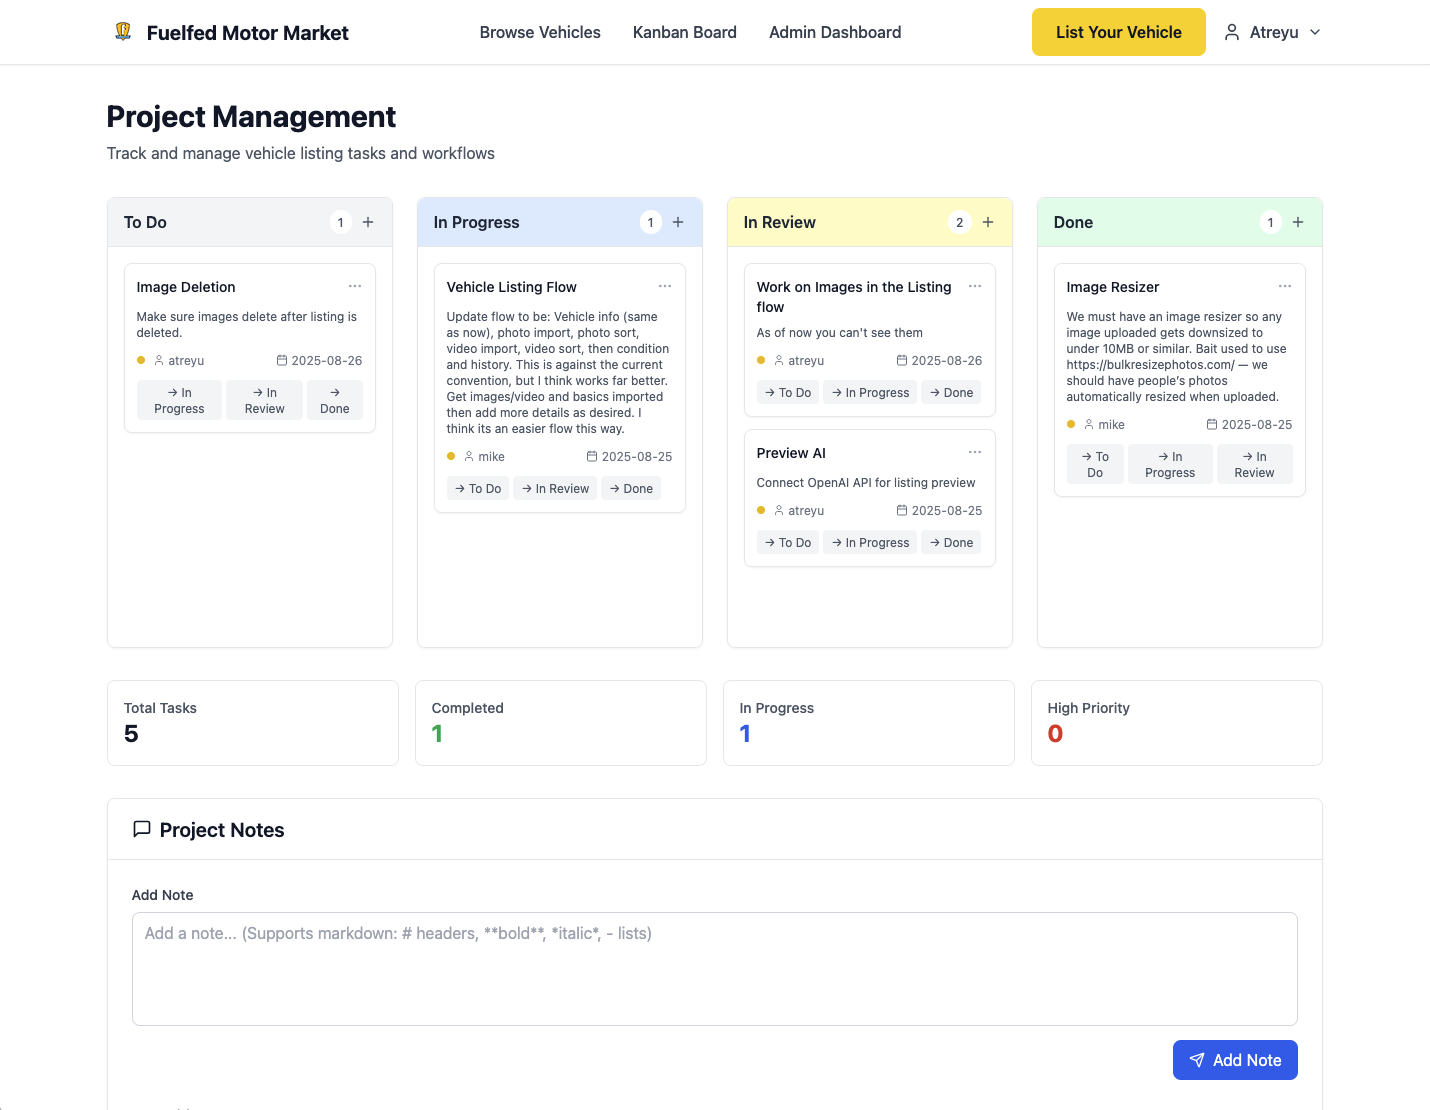 Fuelfed Motor Market
Browse Vehicles
Kanban Board
Admin Dashboard
List Your Vehicle
Atreyu
Project Management
Track and manage vehicle listing tasks and workflows
To Do
1
+
Image Deletion
...
Make sure images delete after listing is
deleted.
atreyu
2025-08-26
→ In
Progress
→ In
Review
→
Done
In Progress
1
+
Vehicle Listing Flow
...
Update flow to be: Vehicle info (same
as now), photo import, photo sort,
video import, video sort, then condition
and history. This is against the current
convention, but I think works far better.
Get images/video and basics imported
then add more details as desired. I
think its an easier flow this way.
mike
2025-08-25
→ To Do
→ In Review
→ Done
In Review
2
+
Work on Images in the Listing
flow
...
As of now you can't see them
atreyu
2025-08-26
→ To Do
→ In Progress
→ Done
Preview AI
...
Connect OpenAI API for listing preview
atreyu
2025-08-25
→ To Do
→ In Progress
→ Done
Done
1
+
Image Resizer
...
We must have an image resizer so any
image uploaded gets downsized to
under 10MB or similar. Bait used to use
https://bulkresizephotos.com/ — we
should have people's photos
automatically resized when uploaded.
mike
2025-08-25
→ To
Do
→ In
Progress
→ In
Review
Total Tasks
5
Completed
1
In Progress
1
High Priority
0
Project Notes
Add Note
Add a note... (Supports markdown: # headers, **bold**, *italic*, - lists)
Add Note